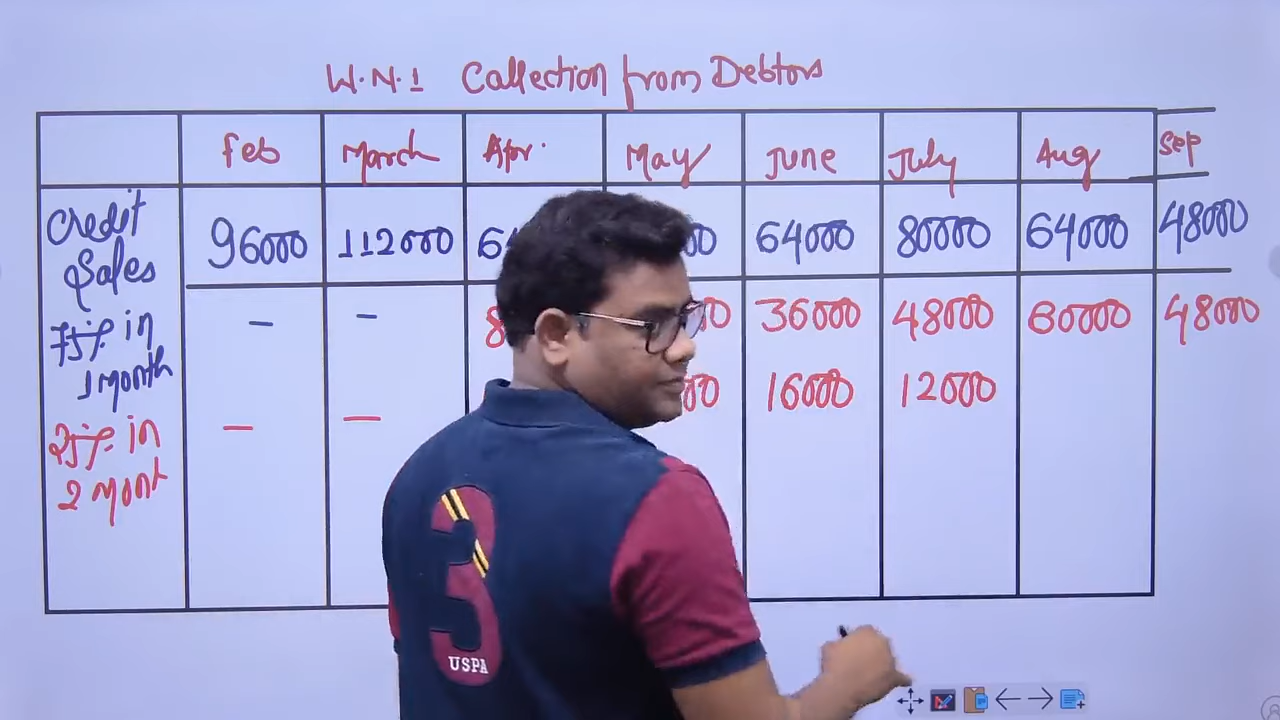 W.N.1 Collection from Debtors
Feb March Apr. May June July Aug Sep
Credit Sales 96000 112000 64000 80000 64000 48000
75% in 1 month - - 36000 48000 60000 48000
25% in 2 mont - - 16000 12000
3
USPA